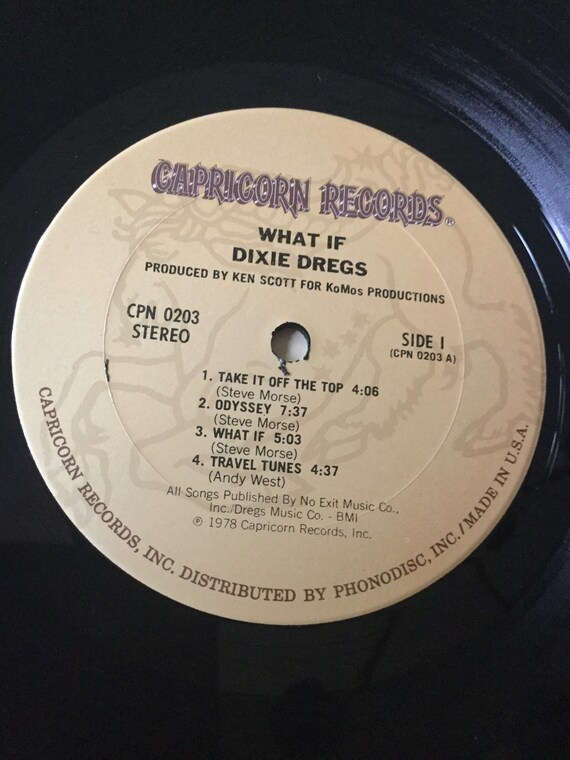 CAPRICORN RECORDS®
WHAT IF
DIXIE DREGS
PRODUCED BY KEN SCOTT FOR KoMos PRODUCTIONS
CPN 0203
STEREO
SIDE I
(CPN 0203 A)
1. TAKE IT OFF THE TOP 4:06
(Steve Morse)
2. ODYSSEY 7:37
(Steve Morse)
3. WHAT IF 5:03
(Steve Morse)
4. TRAVEL TUNES 4:37
(Andy West)
All Songs Published By No Exit Music Co.,
Inc./Dregs Music Co. - BMI
℗ 1978 Capricorn Records, Inc.
CAPRICORN RECORDS, INC. DISTRIBUTED BY PHONODISC, INC./MADE IN U.S.A.